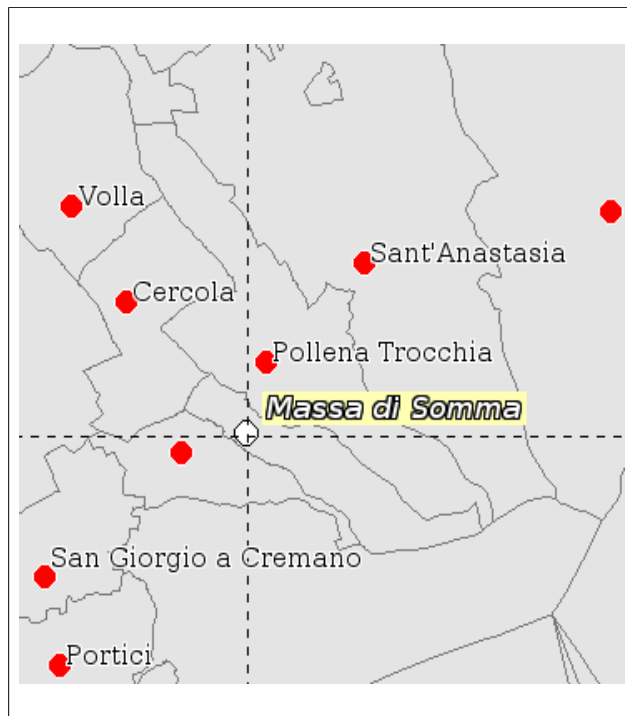 Volla
Sant'Anastasia
Cercola
Pollena Trocchia
Massa di Somma
San Giorgio a Cremano
Portici